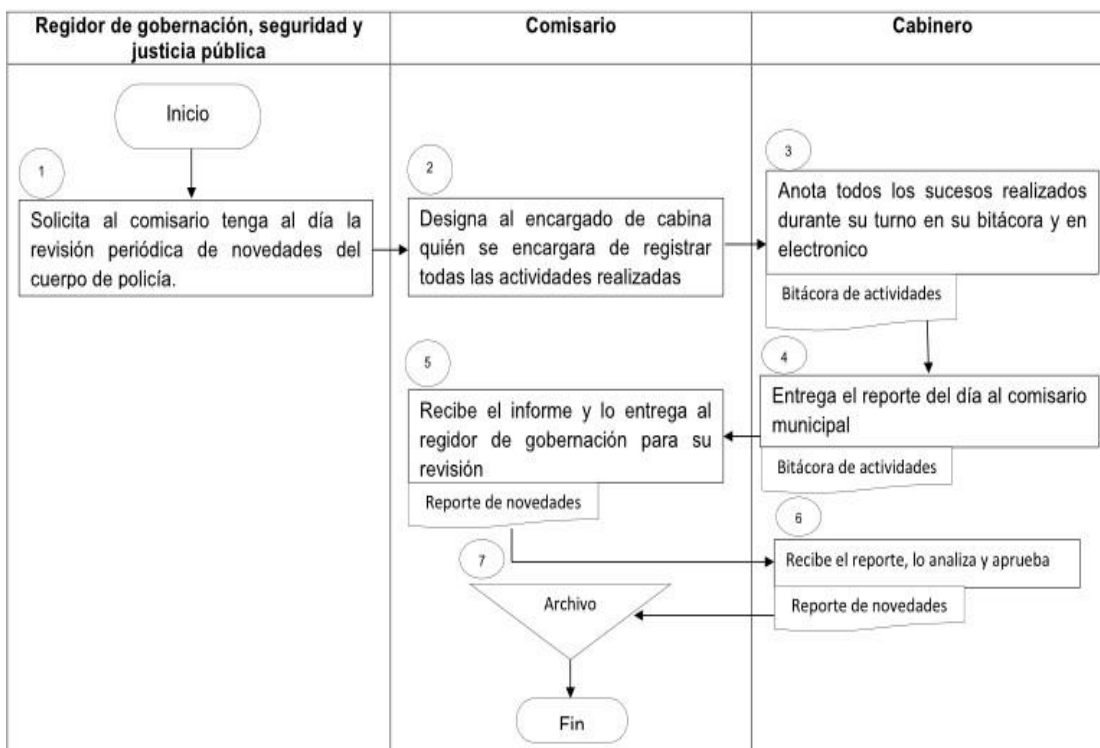 Regidor de gobernación, seguridad y
justicia pública
Comisario
Cabinero
Inicio
1
Solicita al comisario tenga al día la
revisión periódica de novedades del
cuerpo de policía.
2
Designa al encargado de cabina
quién se encargara de registrar
todas las actividades realizadas
3
Anota todos los sucesos realizados
durante su turno en su bitácora y en
electronico
Bitácora de actividades
4
Entrega el reporte del día al comisario
municipal
Bitácora de actividades
5
Recibe el informe y lo entrega al
regidor de gobernación para su
revisión
Reporte de novedades
6
Recibe el reporte, lo analiza y aprueba
Reporte de novedades
7
Archivo
Fin